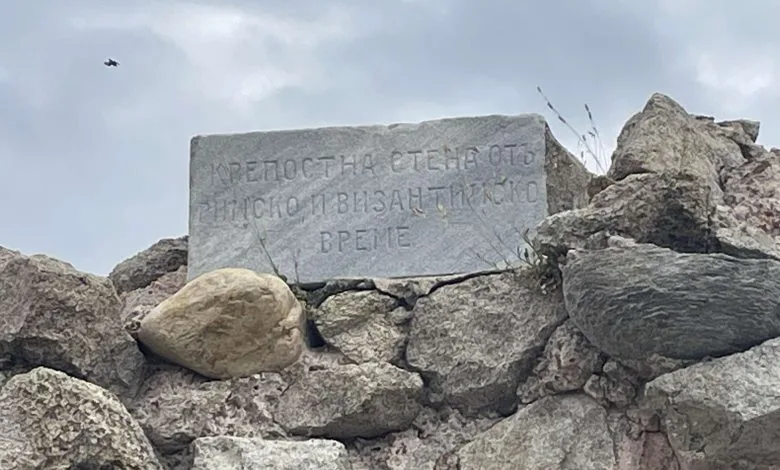 КРЕПОСТНА СТЕНА ОТЪ
РИМСКО И ВИЗАНТИЙСКО
ВРЕМЕ